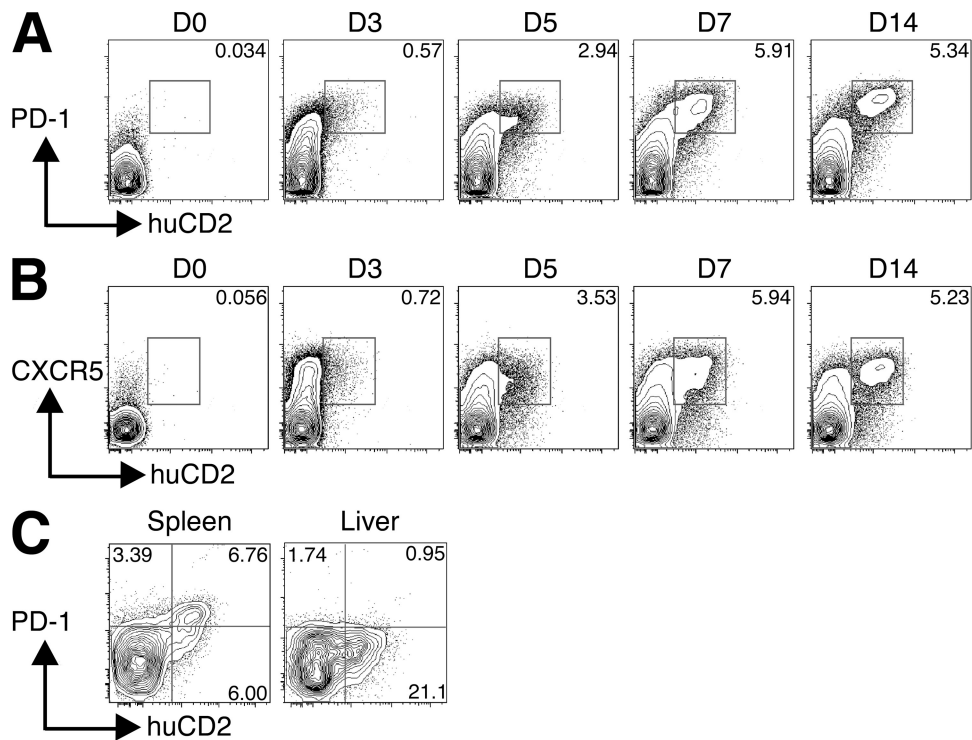 A
D0 D3 D5 D7 D14
0.034 0.57 2.94 5.91 5.34
PD-1
huCD2
B
D0 D3 D5 D7 D14
0.056 0.72 3.53 5.94 5.23
CXCR5
huCD2
C
Spleen Liver
3.39 6.76 1.74 0.95
PD-1
6.00 21.1
huCD2